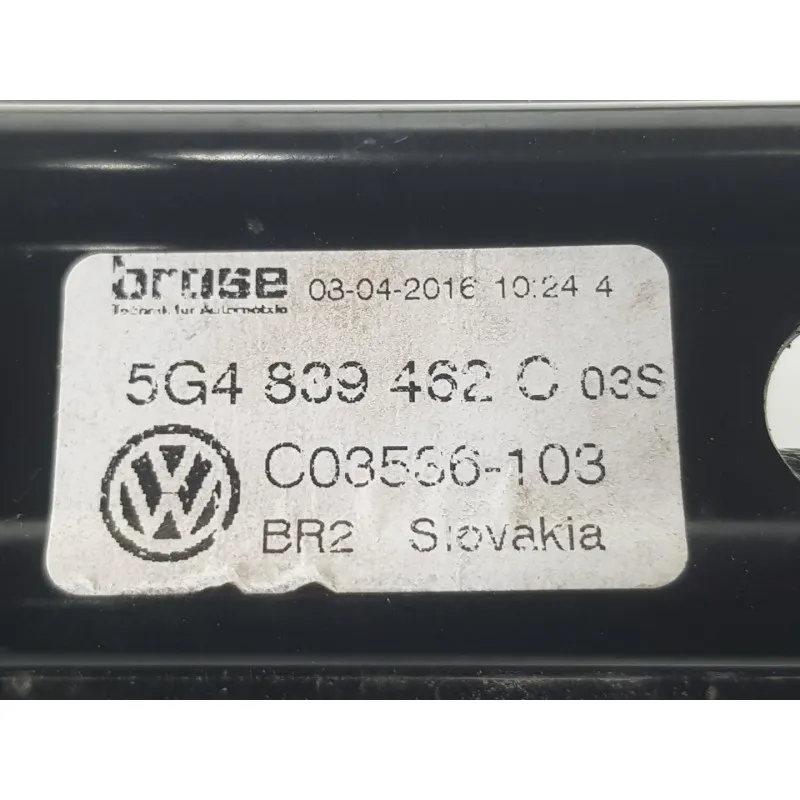 brose 03-04-2016 10:24 4
Technik für Automobile
5G4 839 462 C 03S
C03536-103
BR2 Slovakia